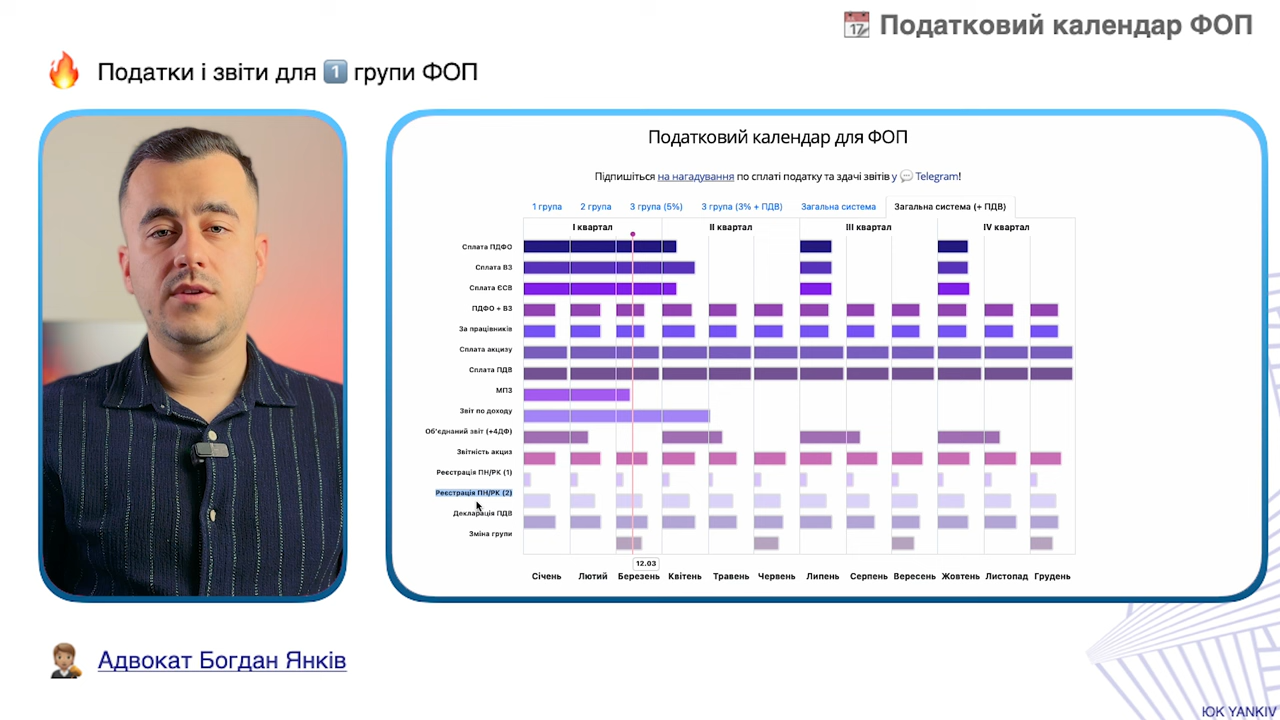 Податковий календар ФОП
Податки і звіти для 1 групи ФОП
Податковий календар для ФОП
Підпишіться на нагадування по сплаті податку та здачі звітів у Telegram!
1 група 2 група 3 група (5%) 3 група (3% + ПДВ) Загальна система Загальна система (+ ПДВ)
I квартал II квартал III квартал IV квартал
Сплата ПДФО
Сплата ВЗ
Сплата ЄСВ
ПДФО + ВЗ
За працівників
Сплата акцизу
Сплата ПДВ
МПЗ
Звіт по доходу
Об'єднаний звіт (+4ДФ)
Звітність акциз
Реєстрація ПН/РК (1)
Реєстрація ПН/РК (2)
Декларація ПДВ
Зміна групи
12.03
Січень Лютий Березень Квітень Травень Червень Липень Серпень Вересень Жовтень Листопад Грудень
Адвокат Богдан Янків
ЮК YANKIV